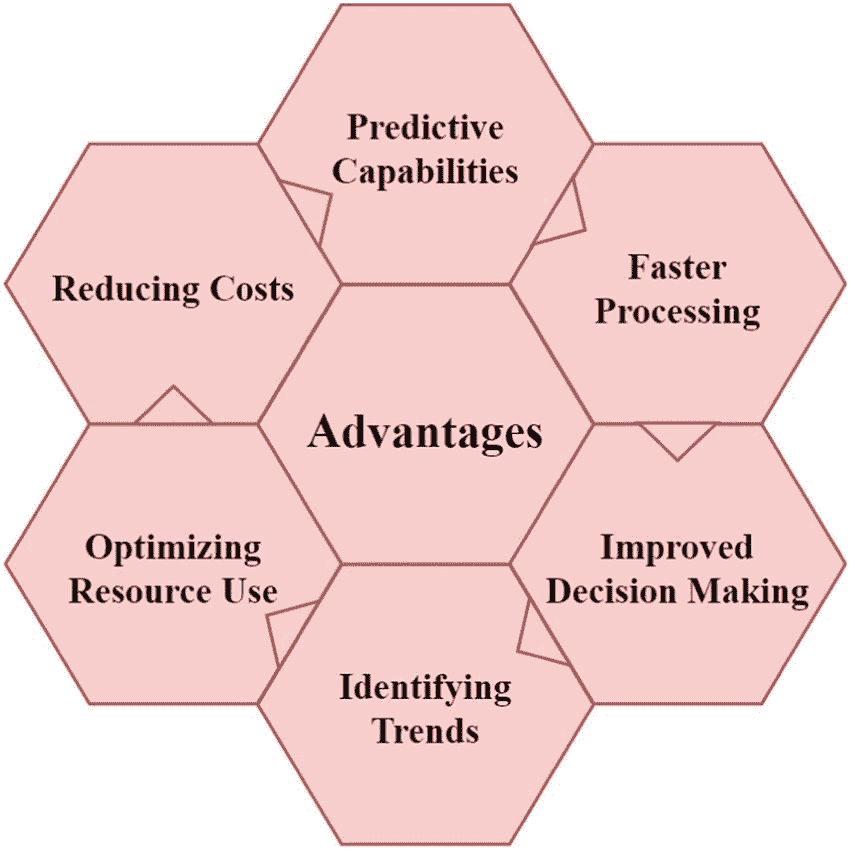 Predictive
Capabilities
Faster
Processing
Reducing Costs
Advantages
Improved
Decision Making
Optimizing
Resource Use
Identifying
Trends